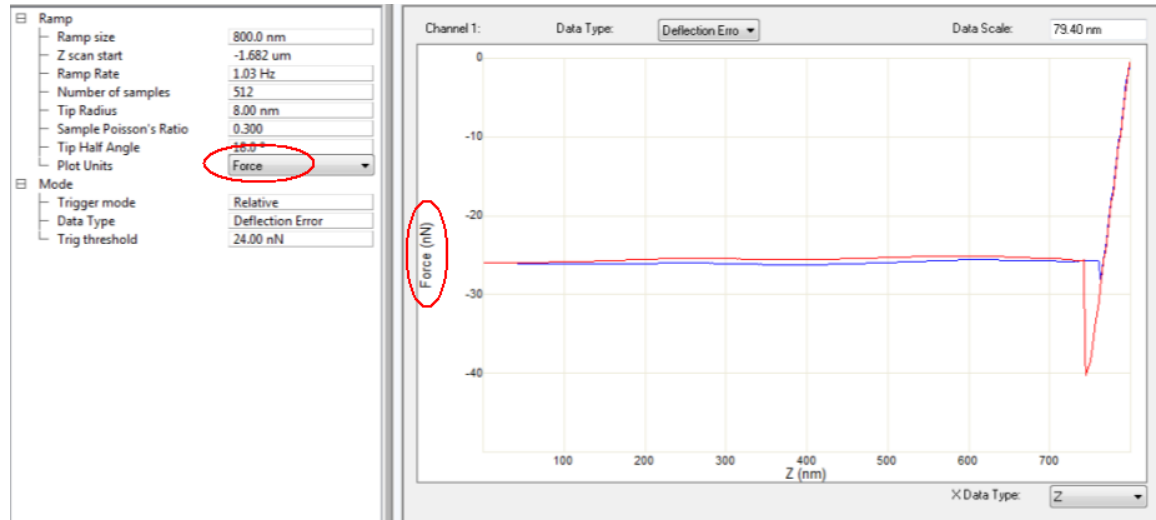 Ramp
Ramp size 800.0 nm
Z scan start -1.682 um
Ramp Rate 1.03 Hz
Number of samples 512
Tip Radius 8.00 nm
Sample Poisson's Ratio 0.300
Tip Half Angle 18.0 °
Plot Units Force
Mode
Trigger mode Relative
Data Type Deflection Error
Trig threshold 24.00 nN
Channel 1: Data Type: Deflection Erro Data Scale: 79.40 nm
0
-10
-20
-30
-40
Force (nN)
100 200 300 400 500 600 700
Z (nm)
X Data Type: Z